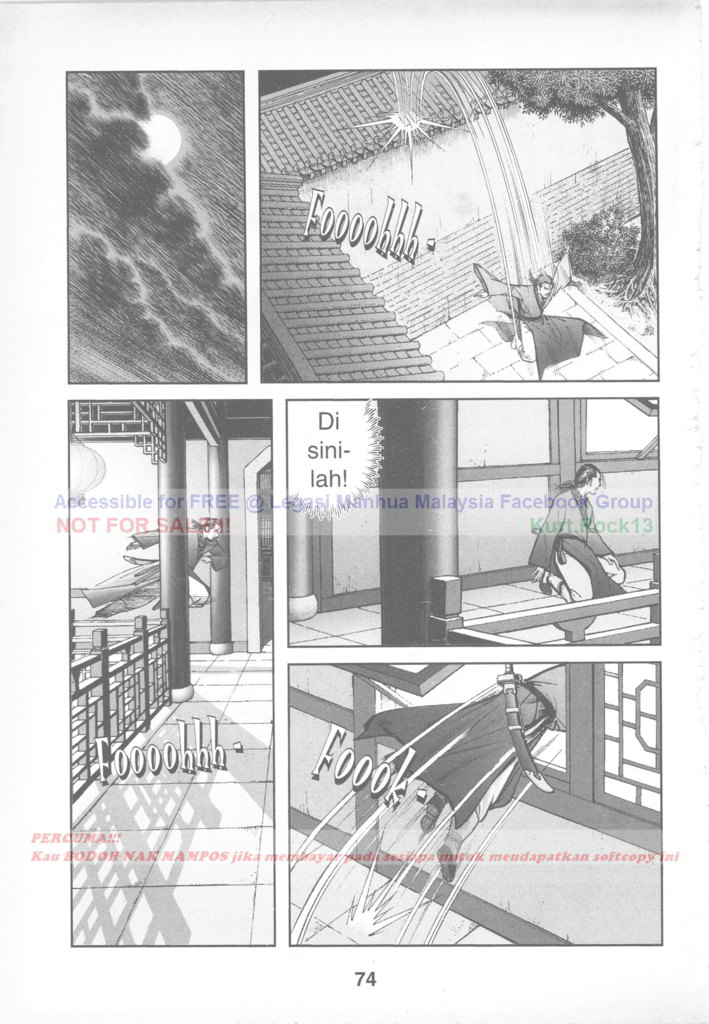 Foooohhh -
Di
sini-
lah!
Accessible for FREE @ Legasi Manhua Malaysia Facebook Group
NOT FOR SALE!!!
Kurt.Rock13
Foooohhh -
Foook -
PERCUMA!!!
Kau BODOH NAK MAMPOS jika membayar pada sesiapa untuk mendapatkan softcopy ini
74